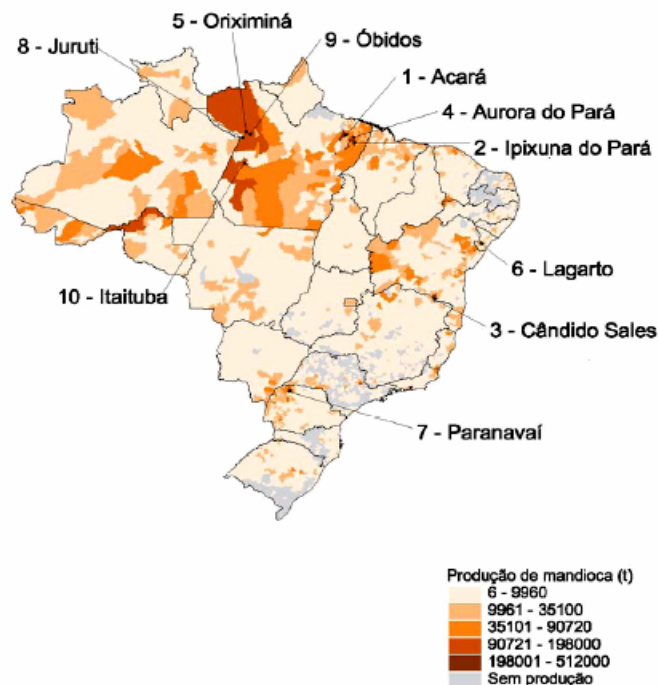 5 - Oriximiná
8 - Juruti
9 - Óbidos
1 - Acará
4 - Aurora do Pará
2 - Ipixuna do Pará
6 - Lagarto
10 - Itaituba
3 - Cândido Sales
7 - Paranavaí
Produção de mandioca (t)
6 - 9960
9961 - 35100
35101 - 90720
90721 - 198000
198001 - 512000
Sem produção